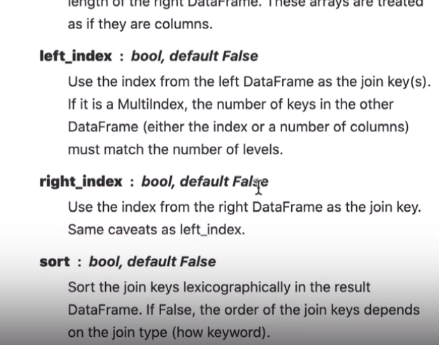 length of the right DataFrame. These arrays are treated
as if they are columns.
left_index : bool, default False
Use the index from the left DataFrame as the join key(s).
If it is a MultiIndex, the number of keys in the other
DataFrame (either the index or a number of columns)
must match the number of levels.
right_index : bool, default False
Use the index from the right DataFrame as the join key.
Same caveats as left_index.
sort : bool, default False
Sort the join keys lexicographically in the result
DataFrame. If False, the order of the join keys depends
on the join type (how keyword).